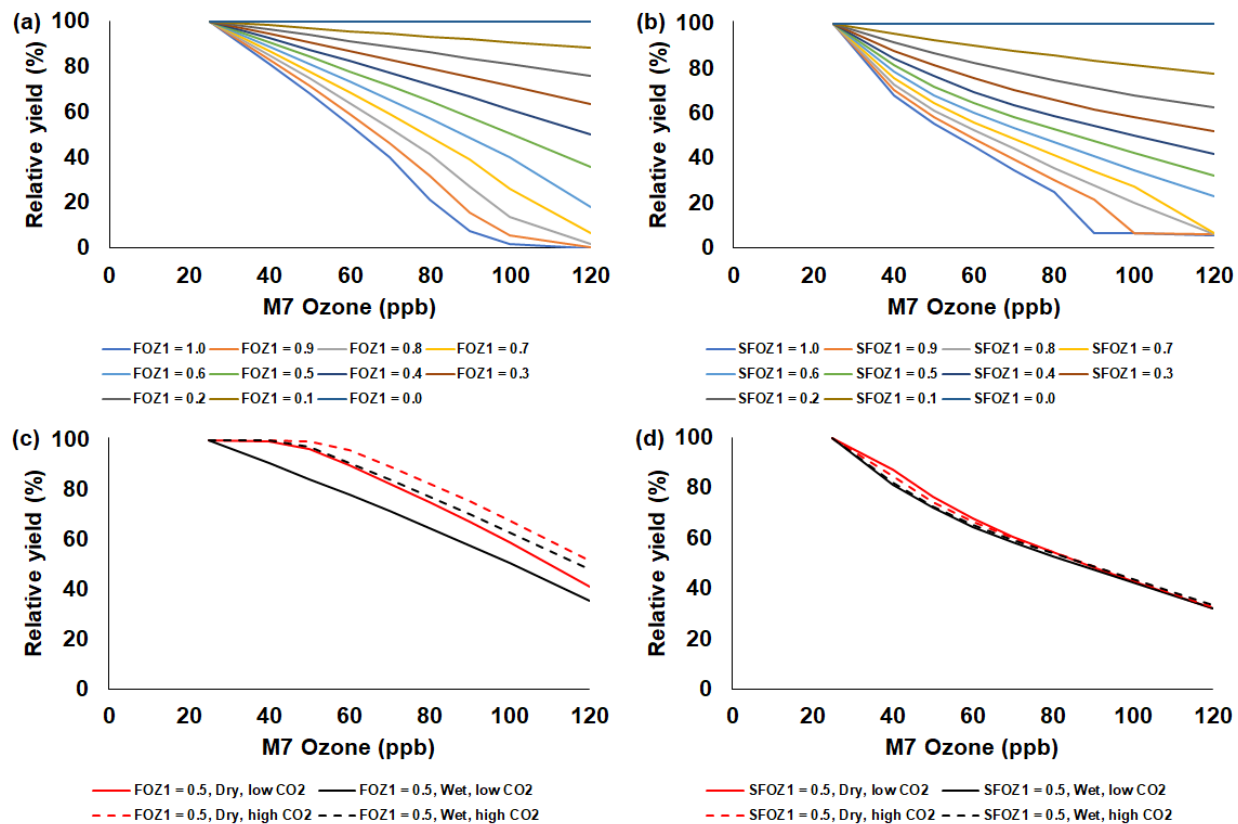 (a)
Relative yield (%)
100
80
60
40
20
0
0 20 40 60 80 100 120
M7 Ozone (ppb)
FOZ1 = 1.0 FOZ1 = 0.9 FOZ1 = 0.8 FOZ1 = 0.7
FOZ1 = 0.6 FOZ1 = 0.5 FOZ1 = 0.4 FOZ1 = 0.3
FOZ1 = 0.2 FOZ1 = 0.1 FOZ1 = 0.0
(b)
Relative yield (%)
100
80
60
40
20
0
0 20 40 60 80 100 120
M7 Ozone (ppb)
SFOZ1 = 1.0 SFOZ1 = 0.9 SFOZ1 = 0.8 SFOZ1 = 0.7
SFOZ1 = 0.6 SFOZ1 = 0.5 SFOZ1 = 0.4 SFOZ1 = 0.3
SFOZ1 = 0.2 SFOZ1 = 0.1 SFOZ1 = 0.0
(c)
Relative yield (%)
100
80
60
40
20
0
0 20 40 60 80 100 120
M7 Ozone (ppb)
FOZ1 = 0.5, Dry, low CO2 FOZ1 = 0.5, Wet, low CO2
FOZ1 = 0.5, Dry, high CO2 FOZ1 = 0.5, Wet, high CO2
(d)
Relative yield (%)
100
80
60
40
20
0
0 20 40 60 80 100 120
M7 Ozone (ppb)
SFOZ1 = 0.5, Dry, low CO2 SFOZ1 = 0.5, Wet, low CO2
SFOZ1 = 0.5, Dry, high CO2 SFOZ1 = 0.5, Wet, high CO2